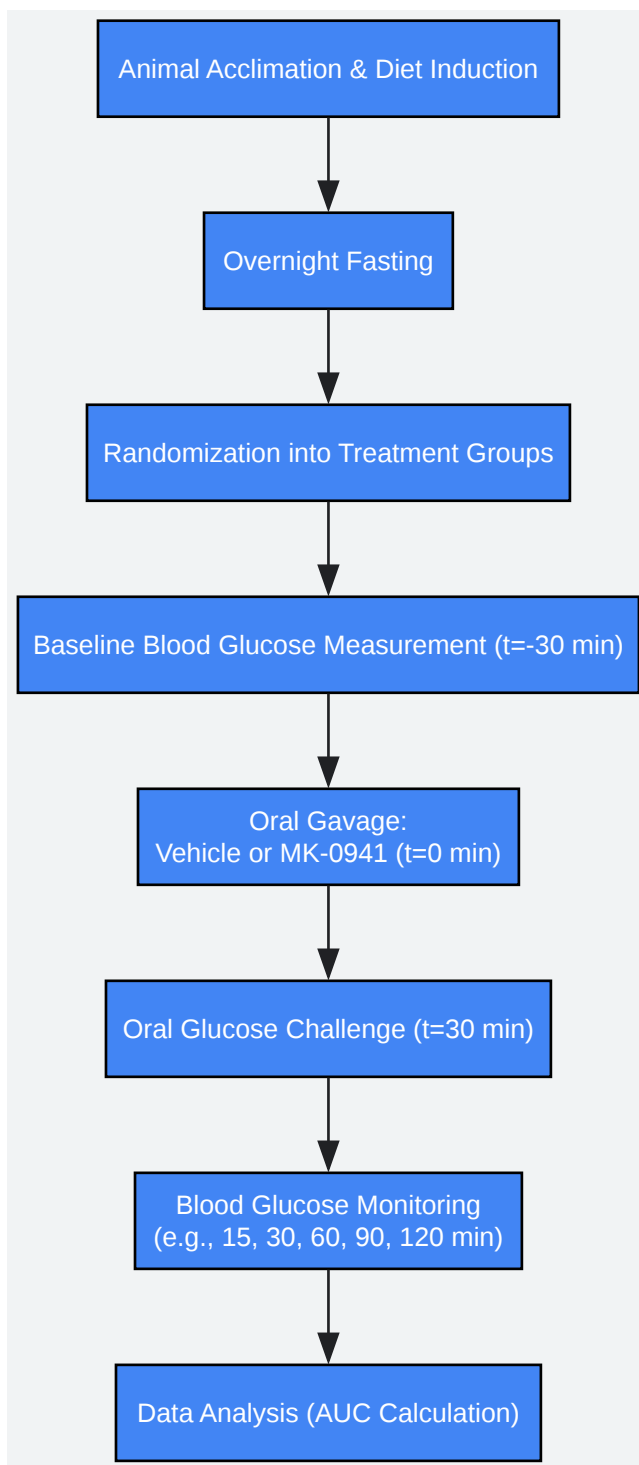 Animal Acclimation & Diet Induction
Overnight Fasting
Randomization into Treatment Groups
Baseline Blood Glucose Measurement (t=-30 min)
Oral Gavage:
Vehicle or MK-0941 (t=0 min)
Oral Glucose Challenge (t=30 min)
Blood Glucose Monitoring
(e.g., 15, 30, 60, 90, 120 min)
Data Analysis (AUC Calculation)